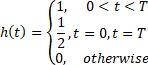 1, 0 < t < T
h(t) = { 1/2, t = 0, t = T
0, otherwise